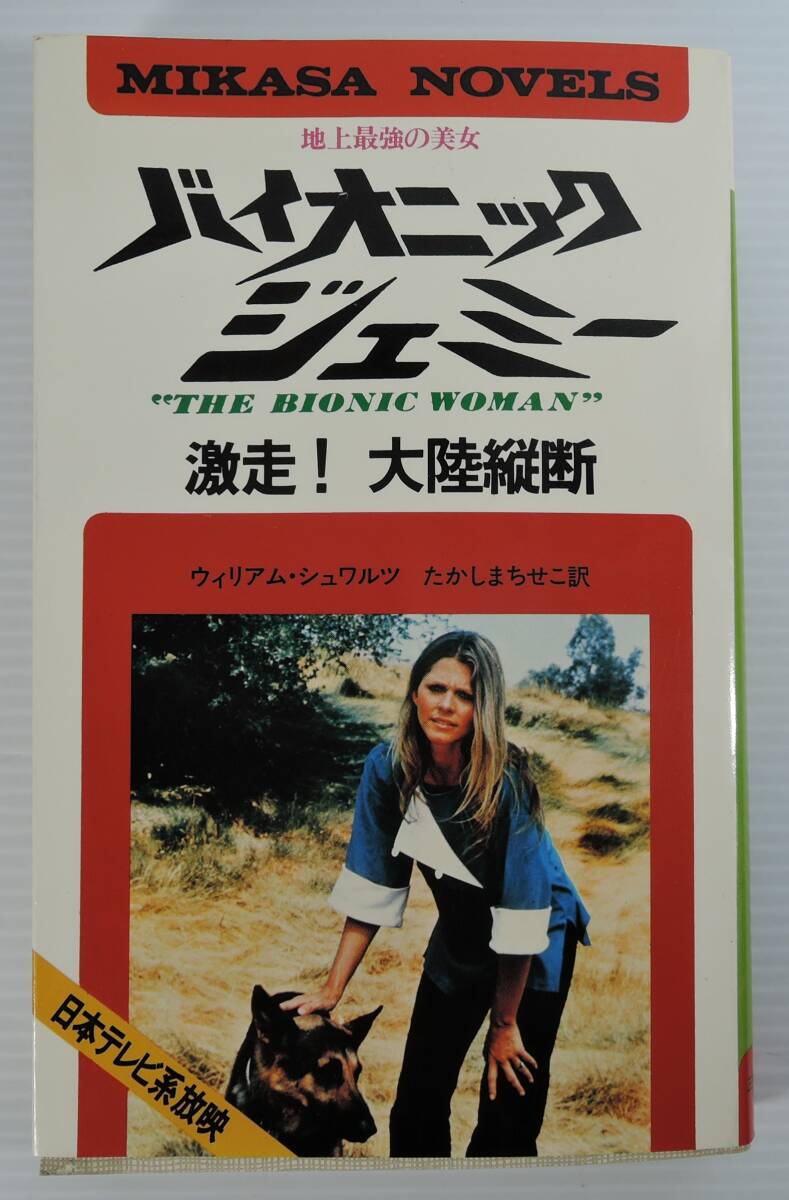 MIKASA NOVELS
地上最強の美女
バイオニック
ジェミー
“THE BIONIC WOMAN”
激走! 大陸縦断
ウィリアム・シュワルツ たかしまちせこ訳
日本テレビ系放映